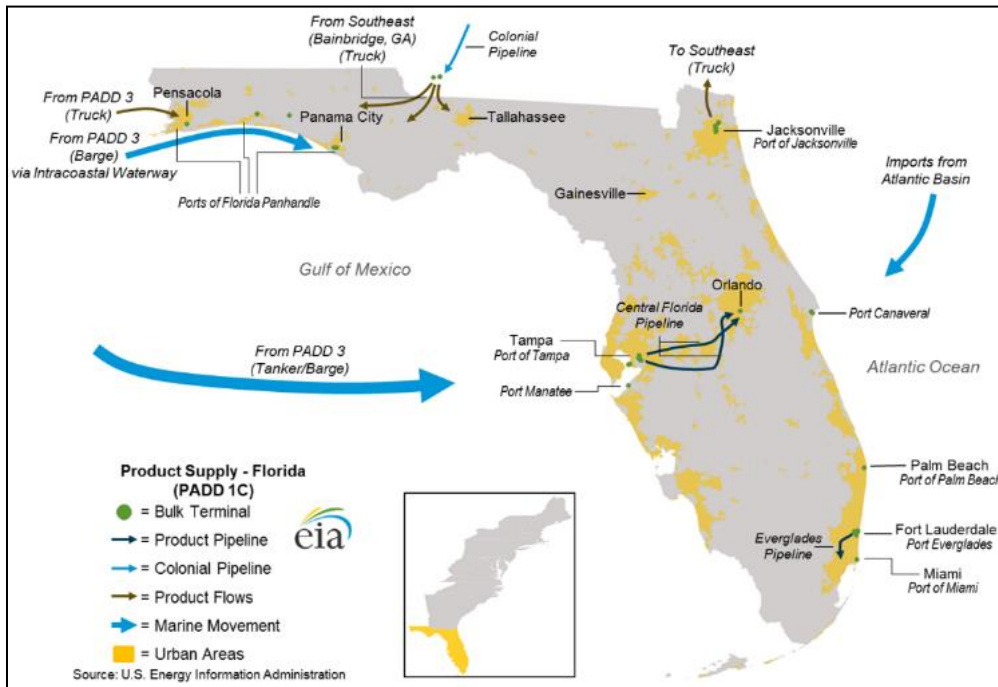 From Southeast
(Bainbridge, GA)
(Truck)
Colonial
Pipeline
To Southeast
(Truck)
From PADD 3
(Truck)
Pensacola
Panama City
Tallahassee
Jacksonville
Port of Jacksonville
From PADD 3
(Barge)
via Intracoastal Waterway
Ports of Florida Panhandle
Gainesville
Imports from
Atlantic Basin
Gulf of Mexico
Orlando
Central Florida
Pipeline
Port Canaveral
Tampa
Port of Tampa
From PADD 3
(Tanker/Barge)
Atlantic Ocean
Port Manatee
Product Supply - Florida
(PADD 1C)
= Bulk Terminal
= Product Pipeline
= Colonial Pipeline
= Product Flows
= Marine Movement
= Urban Areas
Source: U.S. Energy Information Administration
eia
Palm Beach
Port of Palm Beach
Everglades
Pipeline
Fort Lauderdale
Port Everglades
Miami
Port of Miami